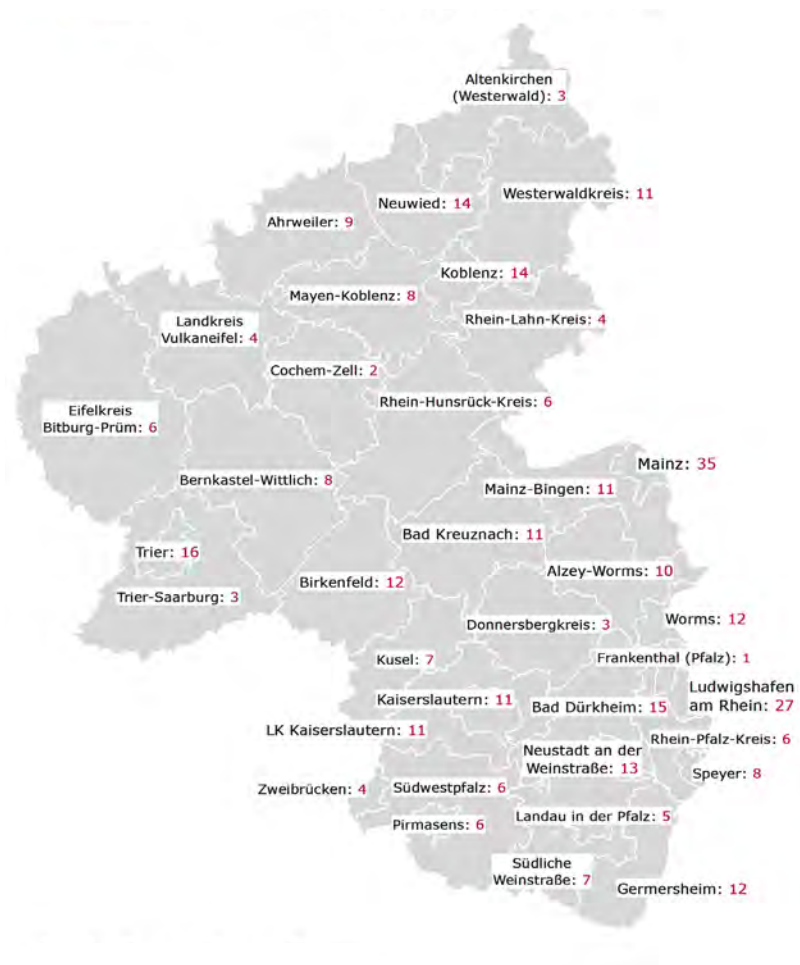 Altenkirchen
(Westerwald): 3
Westerwaldkreis: 11
Neuwied: 14
Ahrweiler: 9
Koblenz: 14
Mayen-Koblenz: 8
Rhein-Lahn-Kreis: 4
Landkreis
Vulkaneifel: 4
Cochem-Zell: 2
Rhein-Hunsrück-Kreis: 6
Eifelkreis
Bitburg-Prüm: 6
Mainz: 35
Bernkastel-Wittlich: 8
Mainz-Bingen: 11
Bad Kreuznach: 11
Trier: 16
Alzey-Worms: 10
Birkenfeld: 12
Trier-Saarburg: 3
Worms: 12
Donnersbergkreis: 3
Kusel: 7
Frankenthal (Pfalz): 1
Ludwigshafen
am Rhein: 27
Kaiserslautern: 11
Bad Dürkheim: 15
LK Kaiserslautern: 11
Rhein-Pfalz-Kreis: 6
Neustadt an der
Weinstraße: 13
Speyer: 8
Zweibrücken: 4
Südwestpfalz: 6
Landau in der Pfalz: 5
Pirmasens: 6
Südliche
Weinstraße: 7
Germersheim: 12